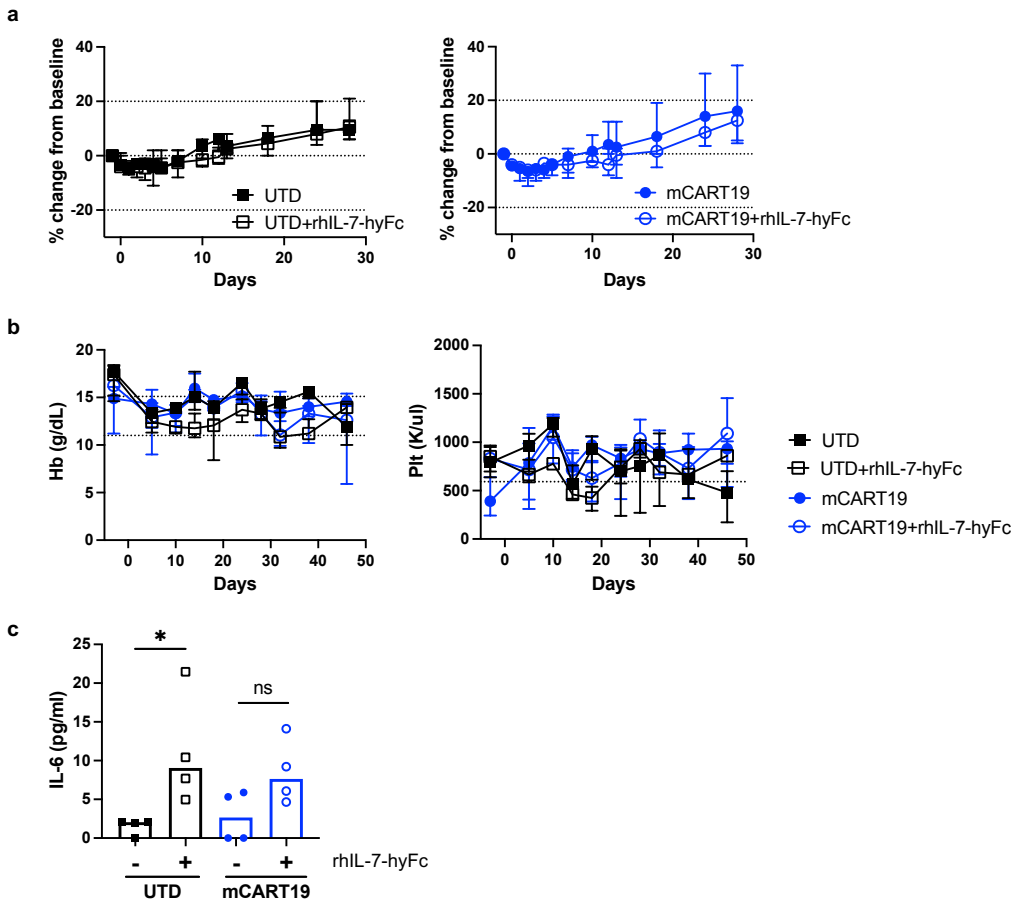 a
% change from baseline
40
20
0
-20
0
10
20
30
Days
UTD
UTD+rhIL-7-hyFc
% change from baseline
40
20
0
-20
0
10
20
30
Days
mCART19
mCART19+rhIL-7-hyFc
b
Hb (g/dL)
20
15
10
5
0
0
10
20
30
40
50
Days
Plt (K/ul)
2000
1500
1000
500
0
0
10
20
30
40
50
Days
UTD
UTD+rhIL-7-hyFc
mCART19
mCART19+rhIL-7-hyFc
c
IL-6 (pg/ml)
25
20
15
10
5
0
*
ns
- + - + rhIL-7-hyFc
UTD mCART19